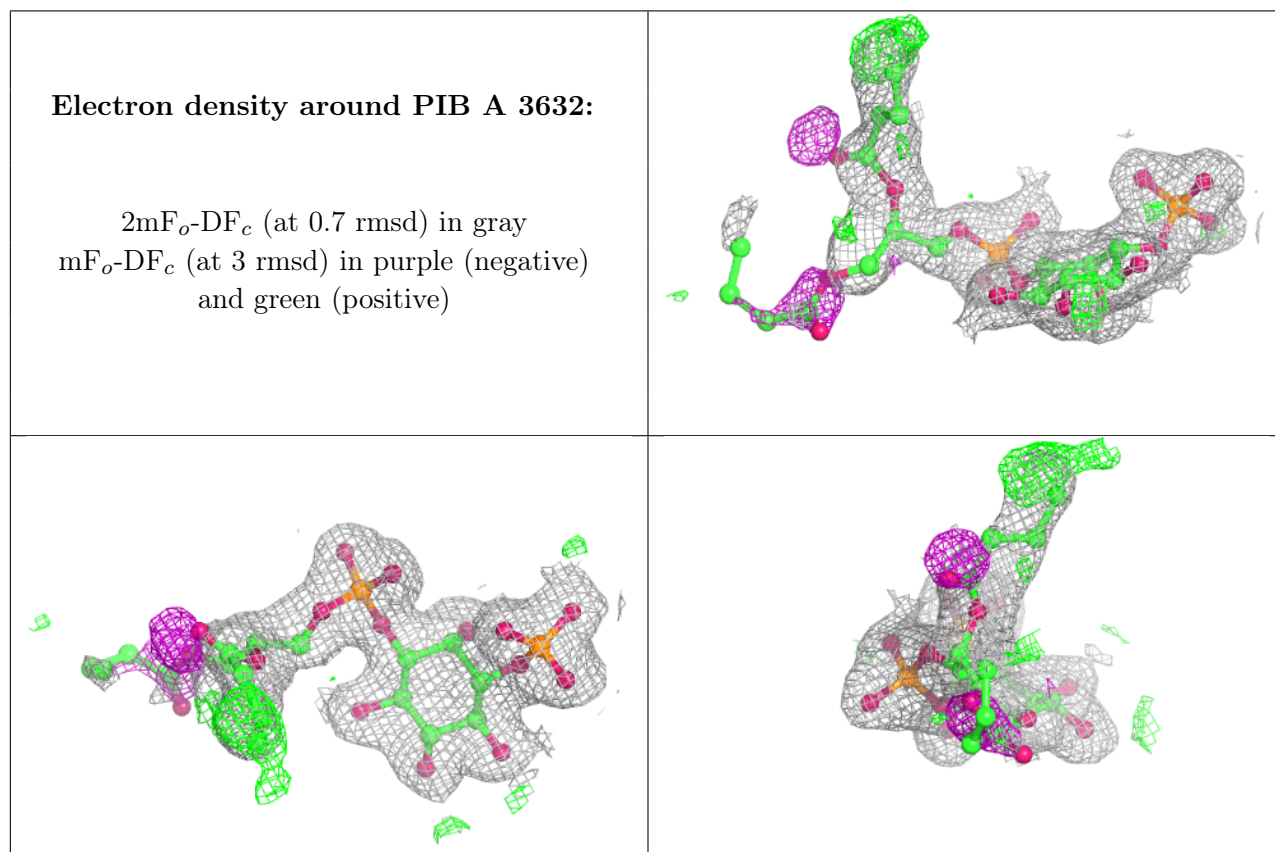 Electron density around PIB A 3632:
2mFo-DFc (at 0.7 rmsd) in gray
mFo-DFc (at 3 rmsd) in purple (negative)
and green (positive)